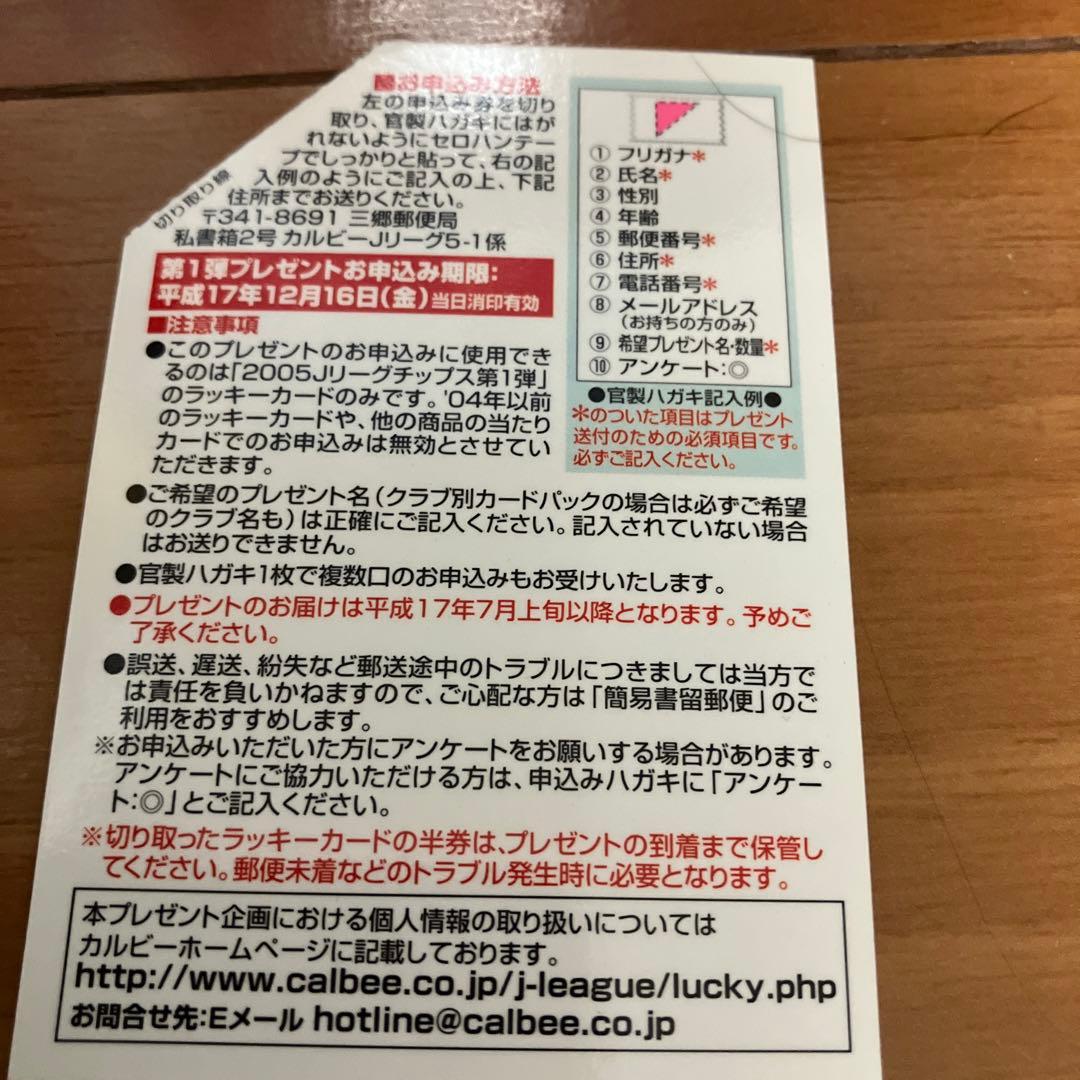 ■お申込み方法
左の申込み券を切り
取り、官製ハガキにはが
れないようにセロハンテー
プでしっかりと貼って、右の記
入例のようにご記入の上、下記
住所までお送りください。
〒341-8691 三郷郵便局
私書箱2号 カルビーJリーグ5-1係
切り取り線
第1弾プレゼントお申込み期限:
平成17年12月16日(金)当日消印有効
① フリガナ*
② 氏名*
③ 性別
④ 年齢
⑤ 郵便番号*
⑥ 住所*
⑦ 電話番号*
⑧ メールアドレス
(お持ちの方のみ)
⑨ 希望プレゼント名・数量*
⑩ アンケート:◎
●官製ハガキ記入例●
*のついた項目はプレゼント
送付のための必須項目です。
必ずご記入ください。
■注意事項
●このプレゼントのお申込みに使用でき
るのは「2005Jリーグチップス第1弾」
のラッキーカードのみです。'04年以前
のラッキーカードや、他の商品の当たり
カードでのお申込みは無効とさせてい
ただきます。
●ご希望のプレゼント名(クラブ別カードパックの場合は必ずご希望
のクラブ名も)は正確にご記入ください。記入されていない場合
はお送りできません。
●官製ハガキ1枚で複数口のお申込みもお受けいたします。
●プレゼントのお届けは平成17年7月上旬以降となります。予めご
了承ください。
●誤送、遅送、紛失など郵送途中のトラブルにつきましては当方で
は責任を負いかねますので、ご心配な方は「簡易書留郵便」のご
利用をおすすめします。
※お申込みいただいた方にアンケートをお願いする場合があります。
アンケートにご協力いただける方は、申込みハガキに「アンケー
ト:◎」とご記入ください。
※切り取ったラッキーカードの半券は、プレゼントの到着まで保管し
てください。郵便未着などのトラブル発生時に必要となります。
本プレゼント企画における個人情報の取り扱いについては
カルビーホームページに記載しております。
http://www.calbee.co.jp/j-league/lucky.php
お問合せ先:Eメール hotline@calbee.co.jp